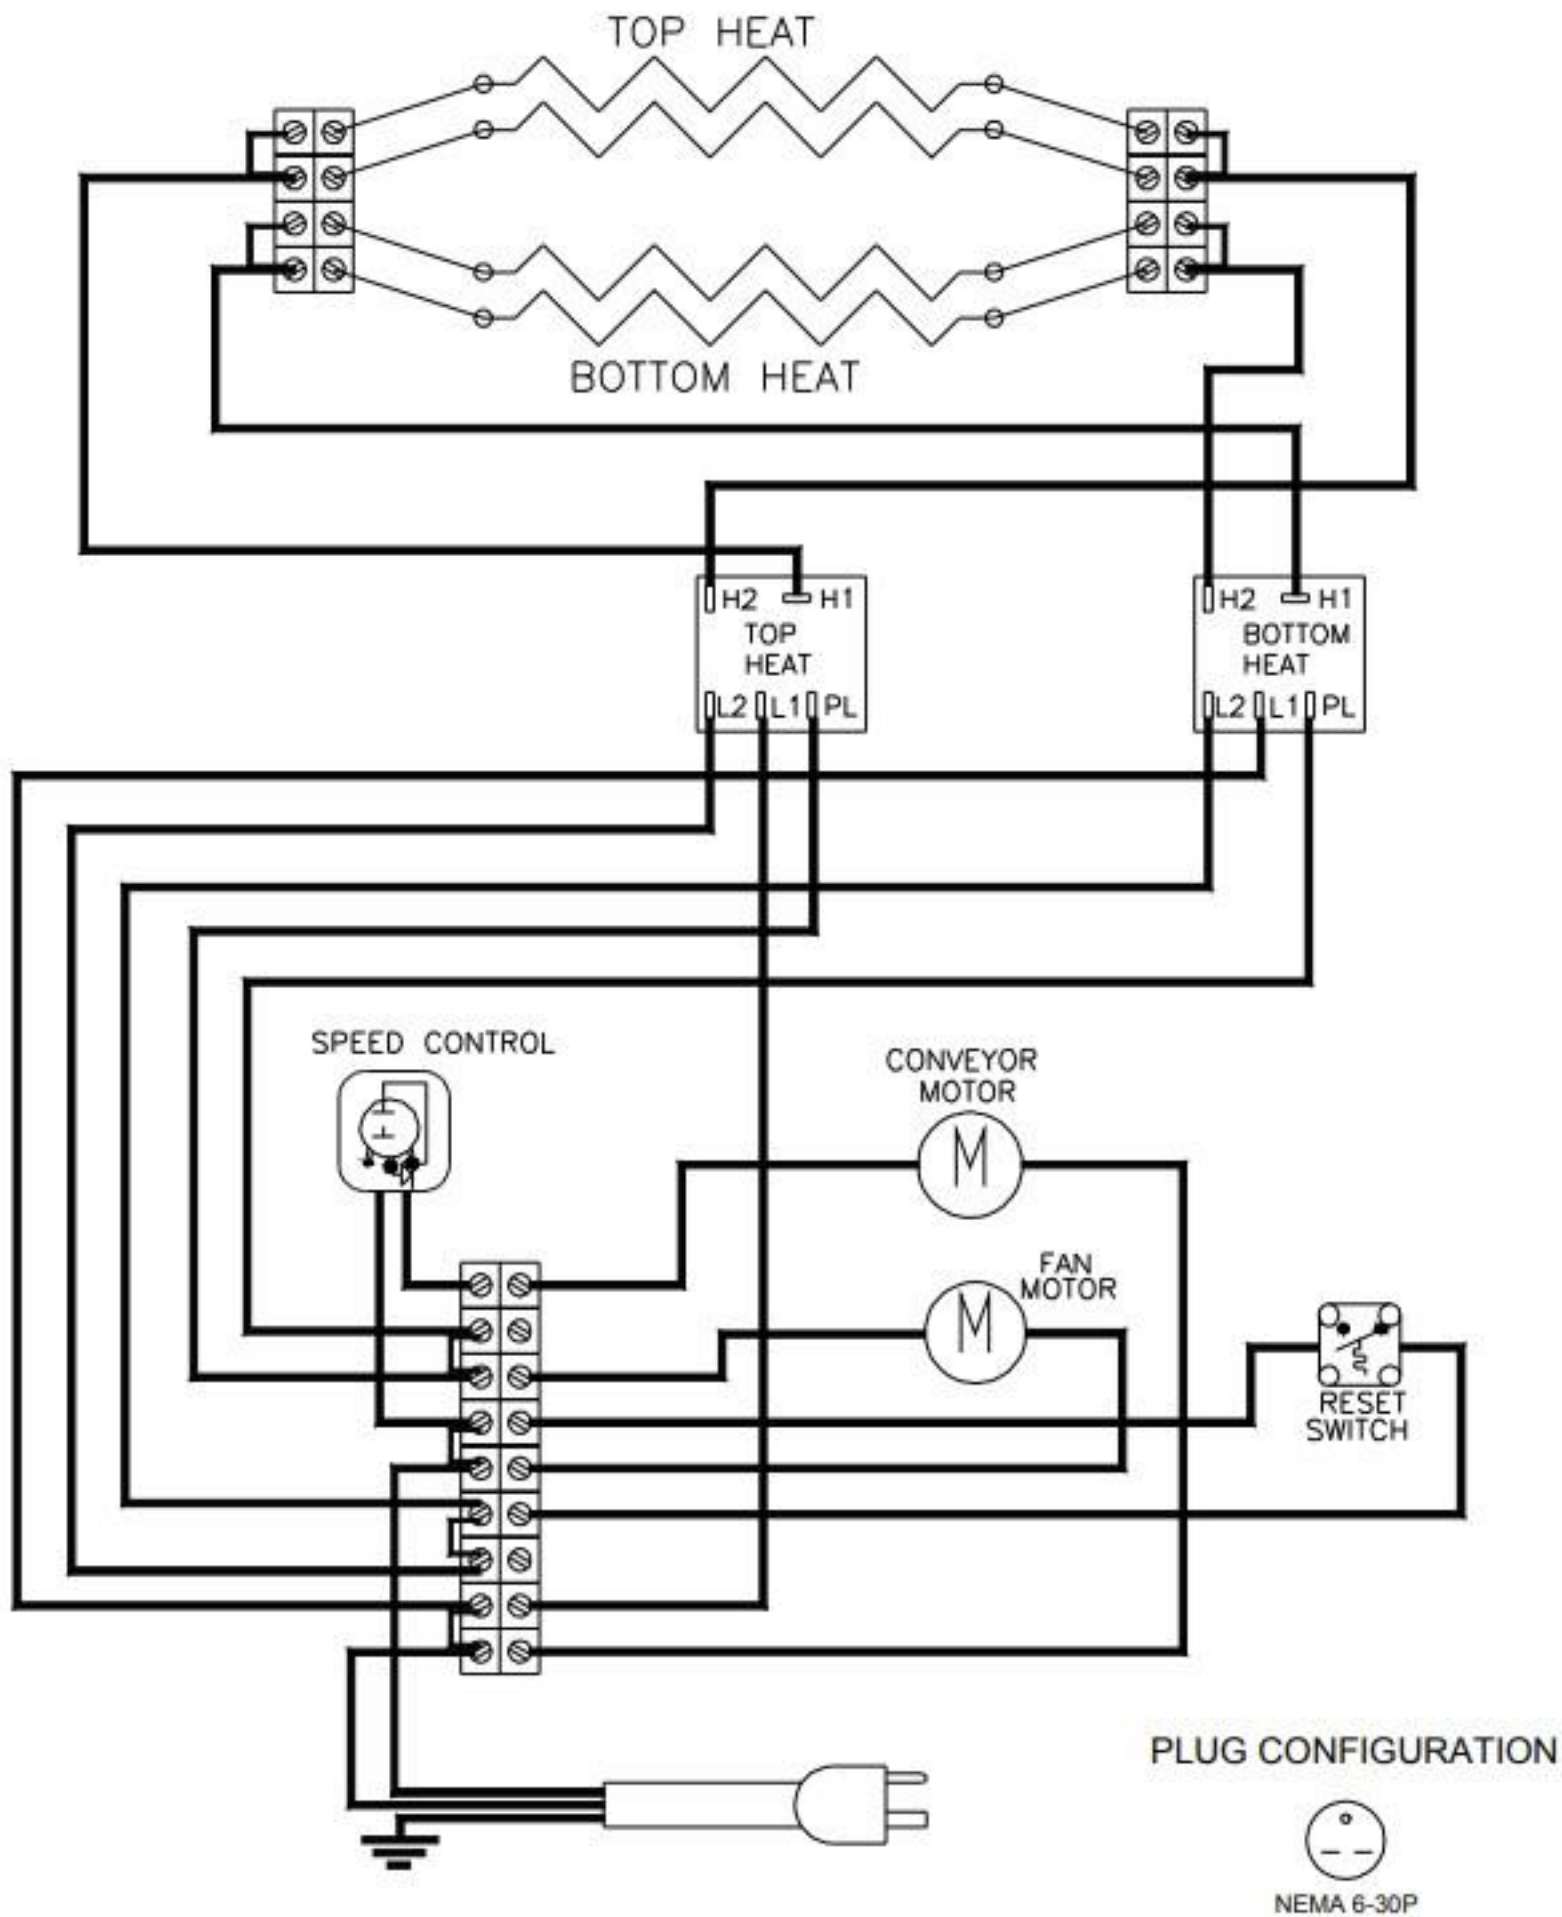 TOP HEAT
BOTTOM HEAT
H2 H1
TOP
HEAT
L2 L1 PL
H2 H1
BOTTOM
HEAT
L2 L1 PL
SPEED CONTROL
CONVEYOR
MOTOR
M
FAN
MOTOR
M
RESET
SWITCH
PLUG CONFIGURATION
NEMA 6-30P